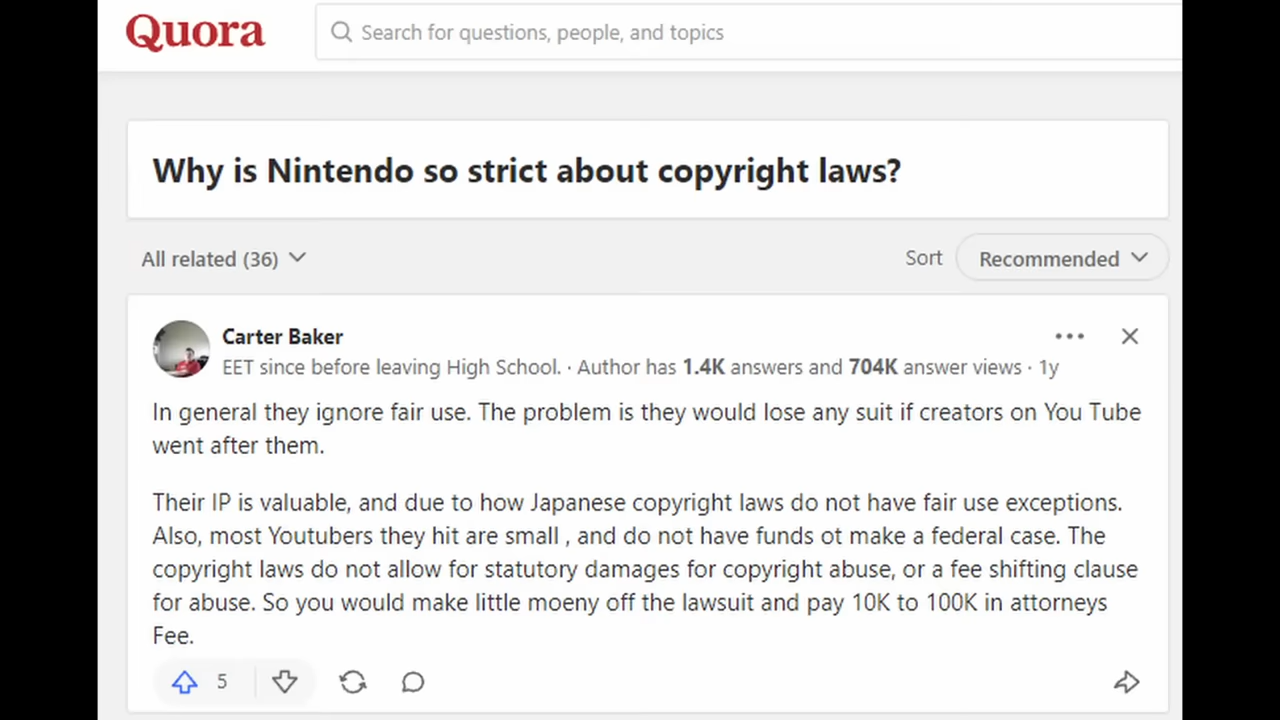 Quora
Search for questions, people, and topics
Why is Nintendo so strict about copyright laws?
All related (36)
Sort
Recommended
Carter Baker
EET since before leaving High School. · Author has 1.4K answers and 704K answer views · 1y
In general they ignore fair use. The problem is they would lose any suit if creators on You Tube
went after them.
Their IP is valuable, and due to how Japanese copyright laws do not have fair use exceptions.
Also, most Youtubers they hit are small , and do not have funds ot make a federal case. The
copyright laws do not allow for statutory damages for copyright abuse, or a fee shifting clause
for abuse. So you would make little moeny off the lawsuit and pay 10K to 100K in attorneys
Fee.
5